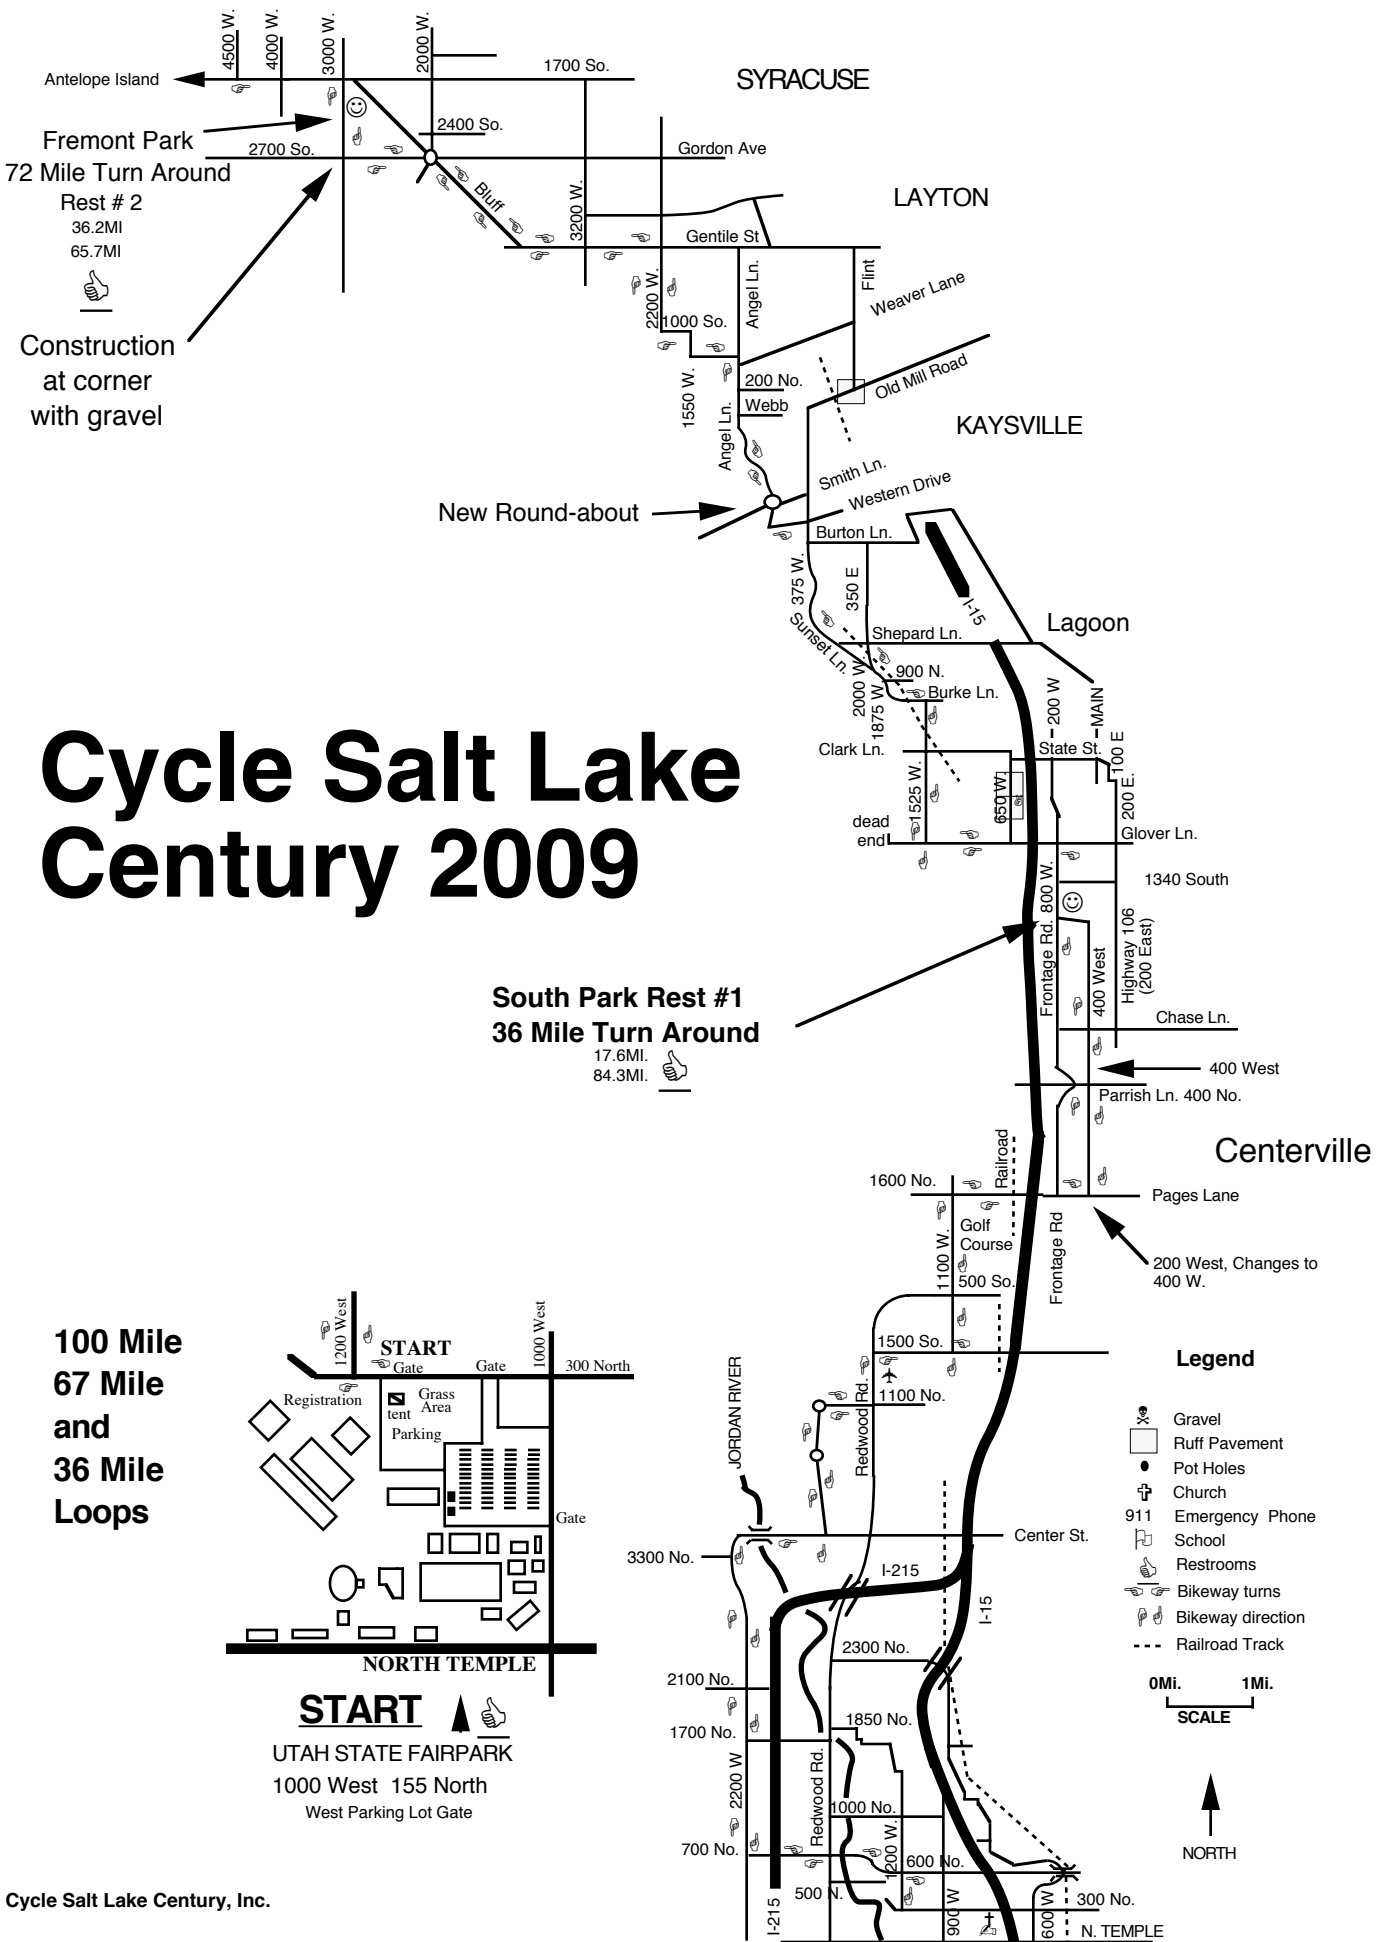 4500 W.
4000 W.
3000 W.
2000 W.
Antelope Island
1700 So.
SYRACUSE
Fremont Park
72 Mile Turn Around
Rest # 2
36.2MI
65.7MI
2400 So.
2700 So.
Gordon Ave
Bluff
3200 W.
LAYTON
Gentile St
2200 W.
Angel Ln.
Flint
Weaver Lane
1000 So.
Construction
at corner
with gravel
1550 W.
200 No.
Webb
Angel Ln.
Old Mill Road
KAYSVILLE
Smith Ln.
Western Drive
New Round-about
Burton Ln.
375 W.
350 E
I-15
Sunset Ln.
Shepard Ln.
Lagoon
2000 W.
1875 W
900 N.
Burke Ln.
200 W
MAIN
Cycle Salt Lake
Century 2009
Clark Ln.
State St.
100 E
1525 W.
650 W.
200 E.
dead
end
Glover Ln.
1340 South
Frontage Rd. 800 W.
400 West
Highway 106
(200 East)
South Park Rest #1
36 Mile Turn Around
17.6MI.
84.3MI.
Chase Ln.
400 West
Parrish Ln. 400 No.
Centerville
Railroad
1600 No.
Pages Lane
Golf
Course
1100 W.
Frontage Rd
200 West, Changes to
400 W.
500 So.
100 Mile
67 Mile
and
36 Mile
Loops
1200 West
START
Gate
Gate
1000 West
300 North
Registration
tent
Grass
Area
Parking
Gate
NORTH TEMPLE
START
UTAH STATE FAIRPARK
1000 West 155 North
West Parking Lot Gate
1500 So.
JORDAN RIVER
Redwood Rd.
1100 No.
Center St.
3300 No.
I-215
I-15
2300 No.
2100 No.
1850 No.
1700 No.
2200 W
Redwood Rd.
1000 No.
1200 W.
700 No.
600 No.
500 N.
I-215
900 W
600 W
300 No.
N. TEMPLE
Legend
Gravel
Ruff Pavement
Pot Holes
Church
911 Emergency Phone
School
Restrooms
Bikeway turns
Bikeway direction
Railroad Track
0Mi. 1Mi.
SCALE
NORTH
Cycle Salt Lake Century, Inc.